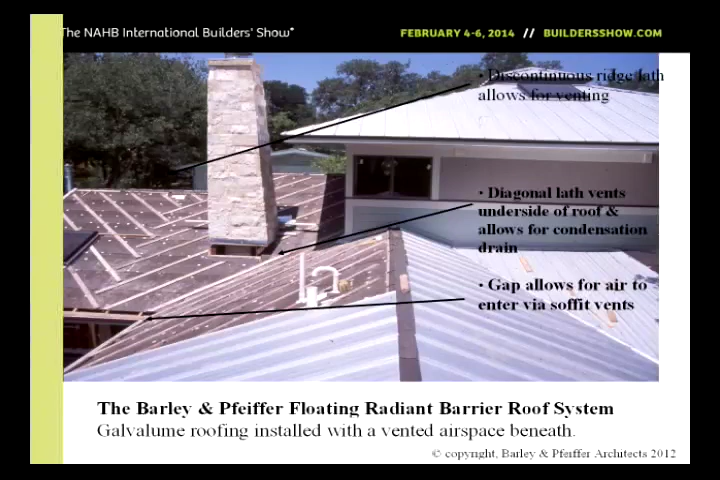 The NAHB International Builders' Show®
FEBRUARY 4-6, 2014 // BUILDERSSHOW.COM
• Discontinuous ridge lath
allows for venting
• Diagonal lath vents
underside of roof &
allows for condensation
drain
• Gap allows for air to
enter via soffit vents
The Barley & Pfeiffer Floating Radiant Barrier Roof System
Galvalume roofing installed with a vented airspace beneath.
© copyright, Barley & Pfeiffer Architects 2012